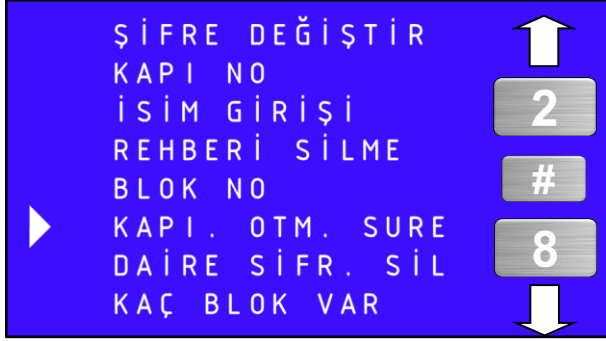 ŞİFRE DEĞİŞTİR
KAPI NO
İSİM GİRİŞİ
REHBERİ SİLME
BLOK NO
KAPI. OTM. SURE
DAİRE SİFR. SİL
KAÇ BLOK VAR
2
#
8